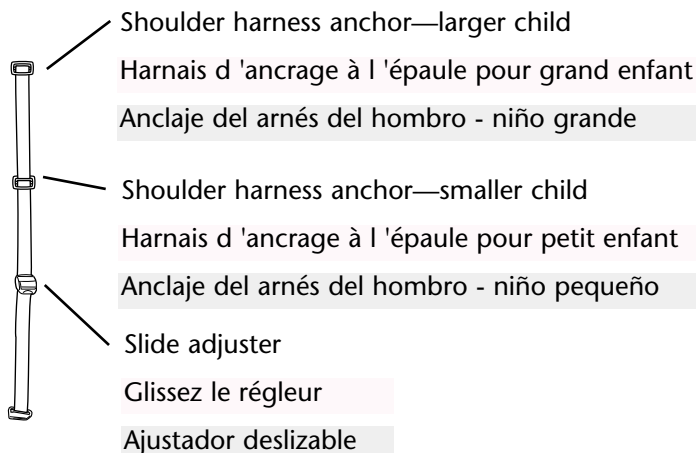 Shoulder harness anchor—larger child
Harnais d 'ancrage à l 'épaule pour grand enfant
Anclaje del arnés del hombro - niño grande
Shoulder harness anchor—smaller child
Harnais d 'ancrage à l 'épaule pour petit enfant
Anclaje del arnés del hombro - niño pequeño
Slide adjuster
Glissez le régleur
Ajustador deslizable